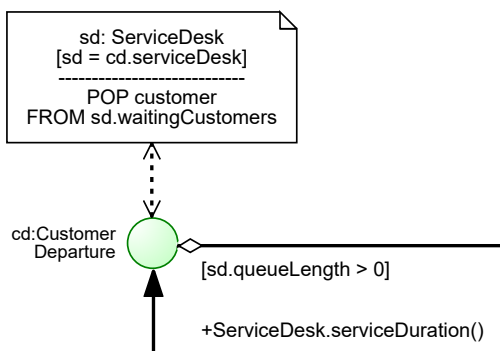 sd: ServiceDesk
[sd = cd.serviceDesk]
----------------------------
POP customer
FROM sd.waitingCustomers
cd:Customer
Departure
[sd.queueLength > 0]
+ServiceDesk.serviceDuration()